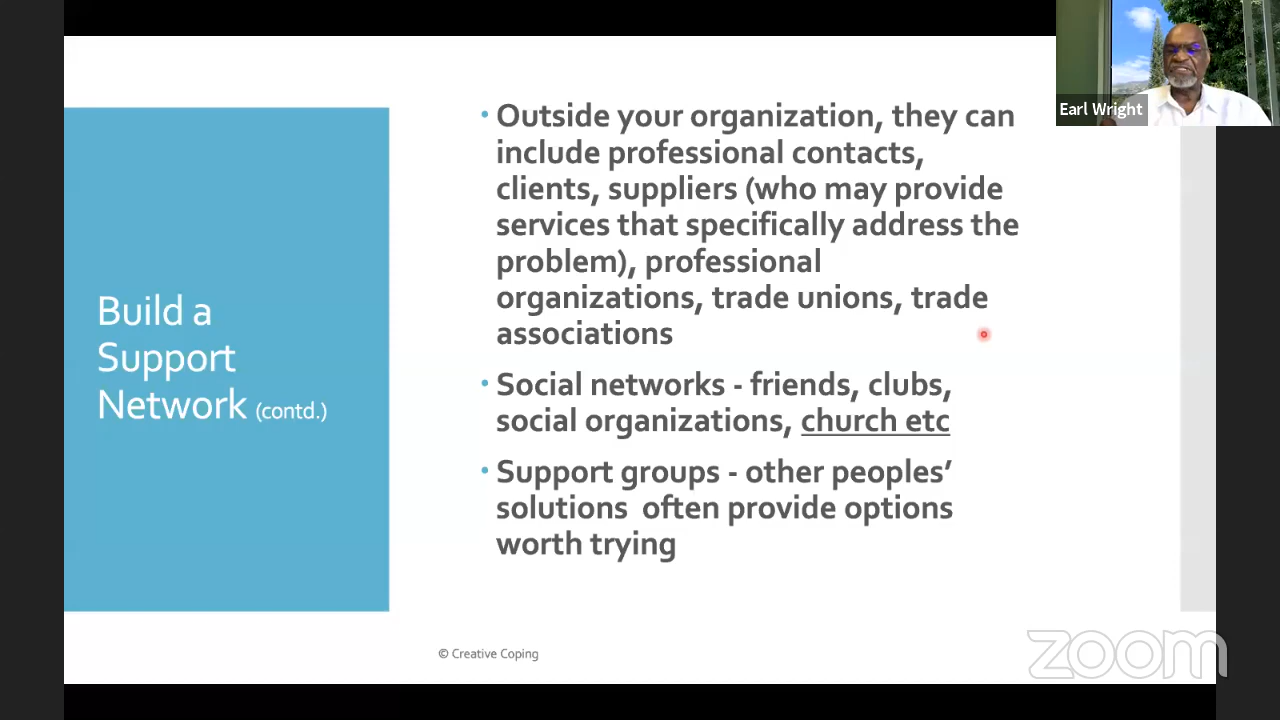 Earl Wright
Build a
Support
Network (contd.)
• Outside your organization, they can
include professional contacts,
clients, suppliers (who may provide
services that specifically address the
problem), professional
organizations, trade unions, trade
associations
• Social networks - friends, clubs,
social organizations, church etc
• Support groups - other peoples’
solutions  often provide options
worth trying
© Creative Coping
zoom